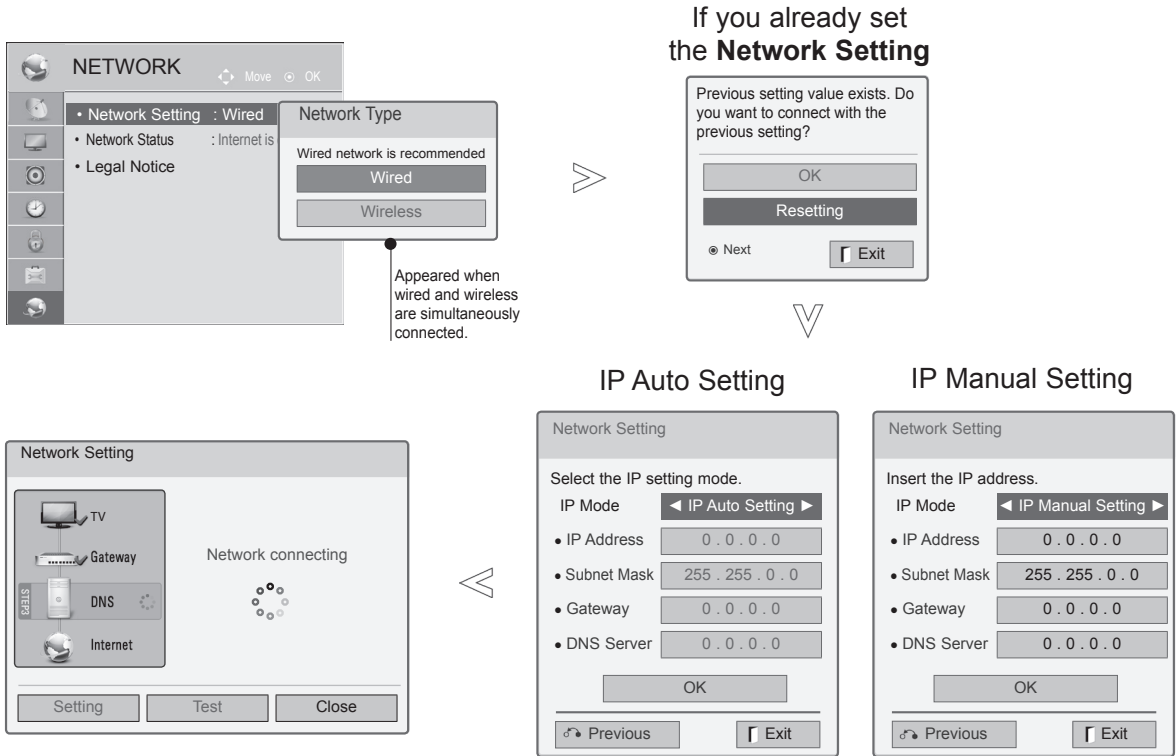 If you already set
the Network Setting
NETWORK
Move OK
• Network Setting : Wired
• Network Status : Internet is
• Legal Notice
Network Type
Wired network is recommended
Wired
Wireless
Appeared when
wired and wireless
are simultaneously
connected.
Previous setting value exists. Do
you want to connect with the
previous setting?
OK
Resetting
Next Exit
IP Auto Setting
Network Setting
Select the IP setting mode.
IP Mode ◄ IP Auto Setting ►
• IP Address 0 . 0 . 0 . 0
• Subnet Mask 255 . 255 . 0 . 0
• Gateway 0 . 0 . 0 . 0
• DNS Server 0 . 0 . 0 . 0
OK
Previous Exit
IP Manual Setting
Network Setting
Insert the IP address.
IP Mode ◄ IP Manual Setting ►
• IP Address 0 . 0 . 0 . 0
• Subnet Mask 255 . 255 . 0 . 0
• Gateway 0 . 0 . 0 . 0
• DNS Server 0 . 0 . 0 . 0
OK
Previous Exit
Network Setting
TV
Gateway
STEP3
DNS
Internet
Network connecting
Setting Test Close